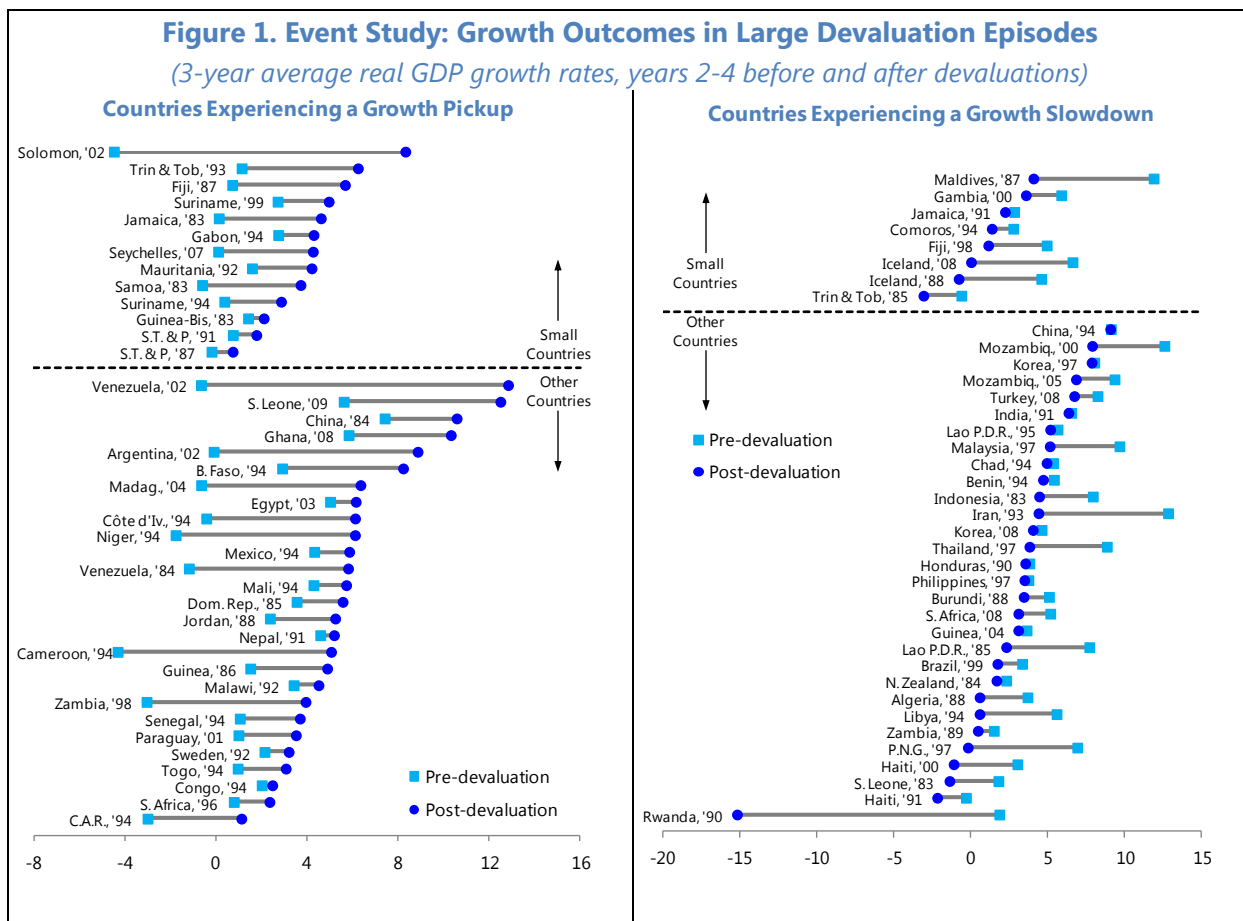 Figure 1. Event Study: Growth Outcomes in Large Devaluation Episodes
(3-year average real GDP growth rates, years 2-4 before and after devaluations)
Countries Experiencing a Growth Pickup
Solomon, '02
Trin & Tob, '93
Fiji, '87
Suriname, '99
Jamaica, '83
Gabon, '94
Seychelles, '07
Mauritania, '92
Samoa, '83
Suriname, '94
Guinea-Bis, '83
S.T. & P, '91
S.T. & P, '87
Small
Countries
Other
Countries
Venezuela, '02
S. Leone, '09
China, '84
Ghana, '08
Argentina, '02
B. Faso, '94
Madag., '04
Egypt, '03
Côte d'Iv., '94
Niger, '94
Mexico, '94
Venezuela, '84
Mali, '94
Dom. Rep., '85
Jordan, '88
Nepal, '91
Cameroon, '94
Guinea, '86
Malawi, '92
Zambia, '98
Senegal, '94
Paraguay, '01
Sweden, '92
Togo, '94
Congo, '94
S. Africa, '96
C.A.R., '94
Pre-devaluation
Post-devaluation
-8 -4 0 4 8 12 16
Countries Experiencing a Growth Slowdown
Maldives, '87
Gambia, '00
Jamaica, '91
Comoros, '94
Fiji, '98
Iceland, '08
Iceland, '88
Trin & Tob, '85
Small
Countries
Other
Countries
China, '94
Mozambiq., '00
Korea, '97
Mozambiq., '05
Turkey, '08
India, '91
Lao P.D.R., '95
Malaysia, '97
Chad, '94
Benin, '94
Indonesia, '83
Iran, '93
Korea, '08
Thailand, '97
Honduras, '90
Philippines, '97
Burundi, '88
S. Africa, '08
Guinea, '04
Lao P.D.R., '85
Brazil, '99
N. Zealand, '84
Algeria, '88
Libya, '94
Zambia, '89
P.N.G., '97
Haiti, '00
S. Leone, '83
Haiti, '91
Rwanda, '90
Pre-devaluation
Post-devaluation
-20 -15 -10 -5 0 5 10 15